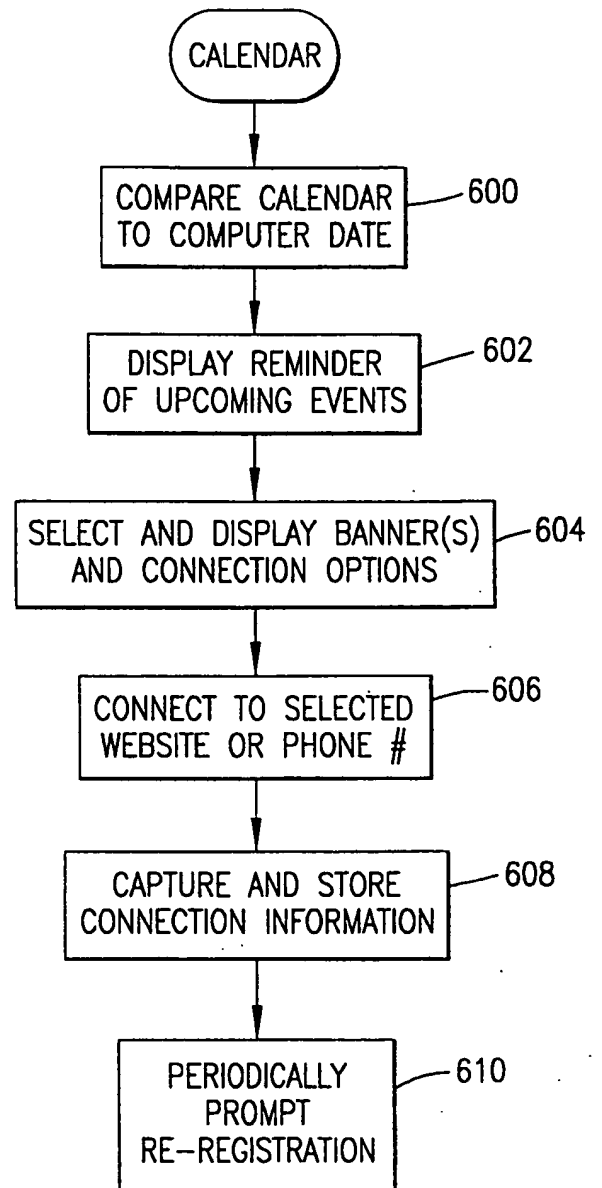 CALENDAR
COMPARE CALENDAR
TO COMPUTER DATE
600
DISPLAY REMINDER
OF UPCOMING EVENTS
602
SELECT AND DISPLAY BANNER(S)
AND CONNECTION OPTIONS
604
CONNECT TO SELECTED
WEBSITE OR PHONE #
606
CAPTURE AND STORE
CONNECTION INFORMATION
608
PERIODICALLY
PROMPT
RE-REGISTRATION
610